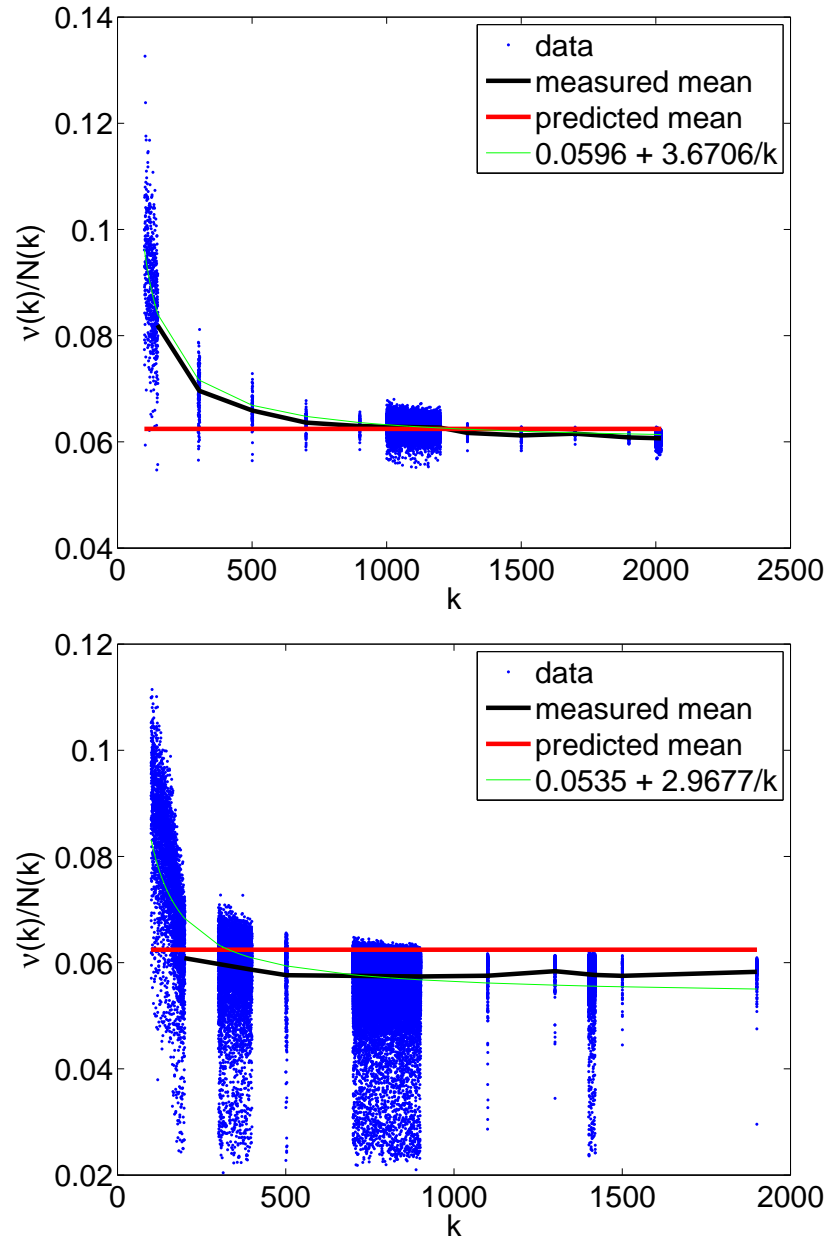 0.14
0.12
0.1
0.08
0.06
0.04
0
500
1000
1500
2000
2500
k
ν(k)/N(k)
data
measured mean
predicted mean
0.0596 + 3.6706/k
0.12
0.1
0.08
0.06
0.04
0.02
0
500
1000
1500
2000
k
ν(k)/N(k)
data
measured mean
predicted mean
0.0535 + 2.9677/k